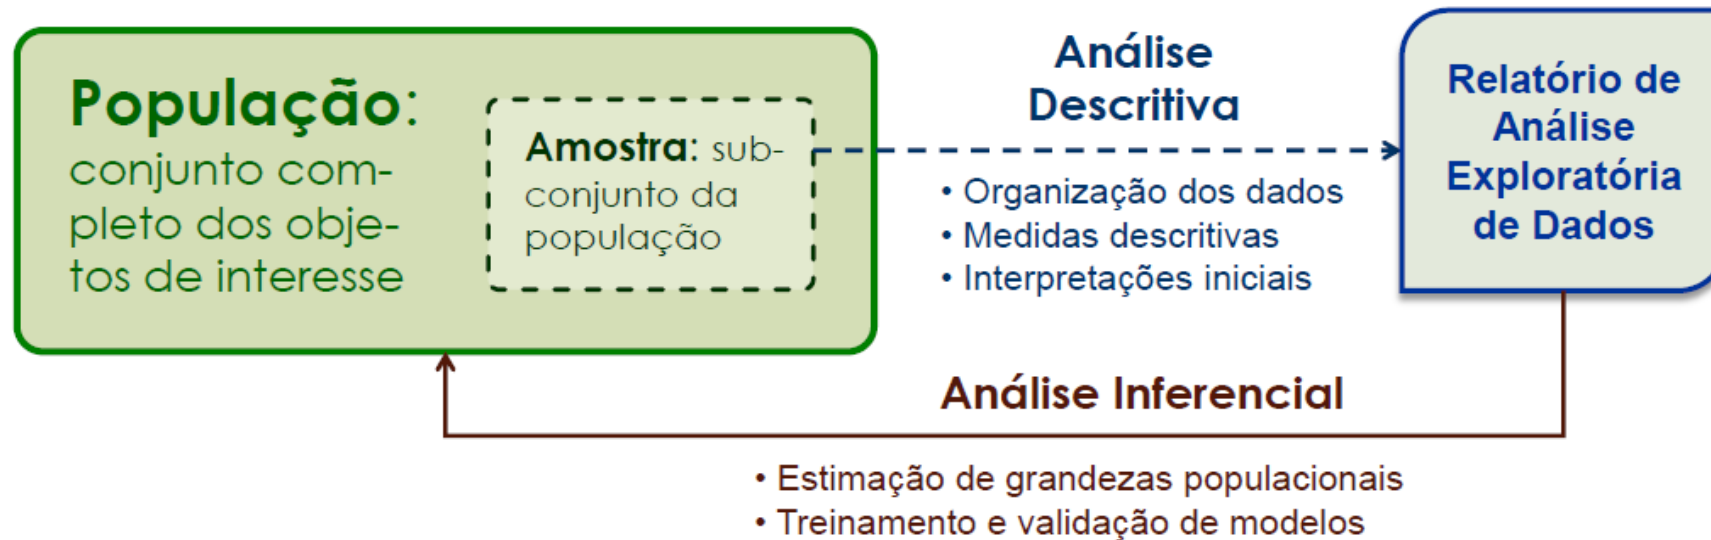 População:
conjunto com-
pleto dos obje-
tos de interesse
Amostra: sub-
conjunto da
população
Análise
Descritiva
• Organização dos dados
• Medidas descritivas
• Interpretações iniciais
Relatório de
Análise
Exploratória
de Dados
Análise Inferencial
• Estimação de grandezas populacionais
• Treinamento e validação de modelos